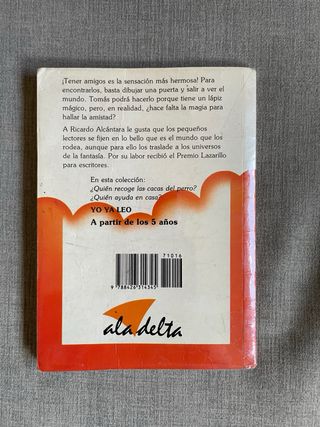 ¡Tener amigos es la sensación más hermosa! Para
encontrarlos, basta dibujar una puerta y salir a ver el
mundo. Tomás podrá hacerlo porque tiene un lápiz
mágico, pero, en realidad, ¿hace falta la magia para
hallar la amistad?
A Ricardo Alcántara le gusta que los pequeños
lectores se fijen en lo bello que es el mundo que los
rodea, aunque para ello los traslade a los universos
de la fantasía. Por su labor recibió el Premio Lazarillo
para escritores.
En esta colección:
¿Quién recoge las cacas del perro?
¿Quién ayuda en casa?
YO YA LEO
A partir de los 5 años
71016
9 788426 314345
ala delta